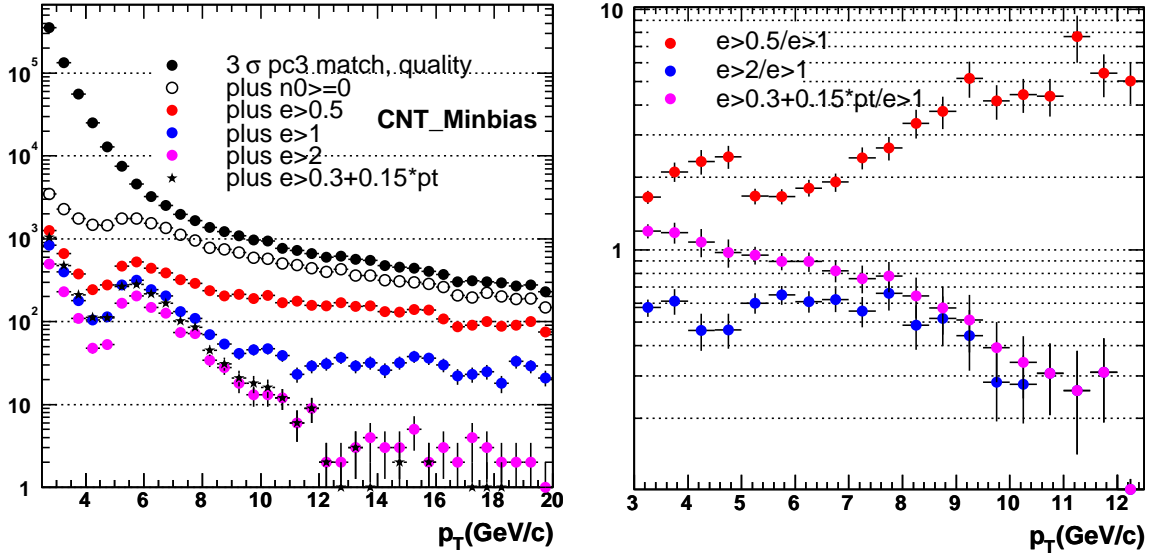 10^5
10^4
10^3
10^2
10
1
3 σ pc3 match, quality
plus n0>=0
plus e>0.5
plus e>1
plus e>2
plus e>0.3+0.15*pt
CNT_Minbias
4 6 8 10 12 14 16 18 20
p_T(GeV/c)
10
1
e>0.5/e>1
e>2/e>1
e>0.3+0.15*pt/e>1
3 4 5 6 7 8 9 10 11 12
p_T(GeV/c)